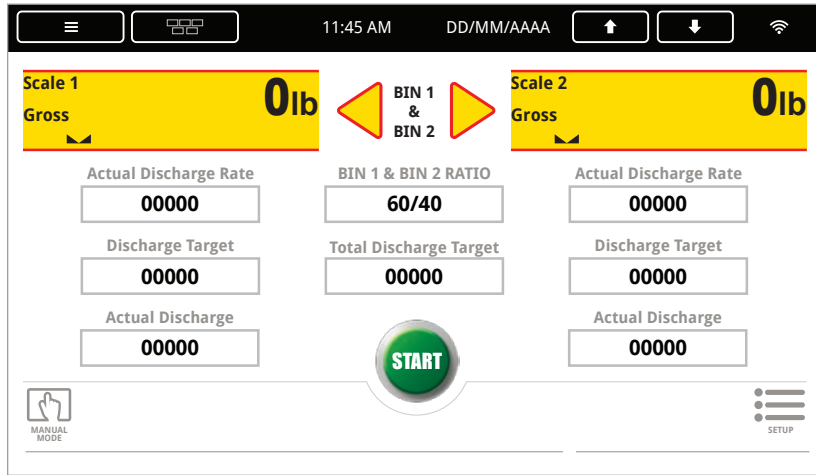 11:45 AM DD/MM/AAAA
Scale 1
Gross
0lb
BIN 1
&
BIN 2
Scale 2
Gross
0lb
Actual Discharge Rate BIN 1 & BIN 2 RATIO Actual Discharge Rate
00000 60/40 00000
Discharge Target Total Discharge Target Discharge Target
00000 00000 00000
Actual Discharge Actual Discharge
00000 START 00000
MANUAL
MODE
SETUP